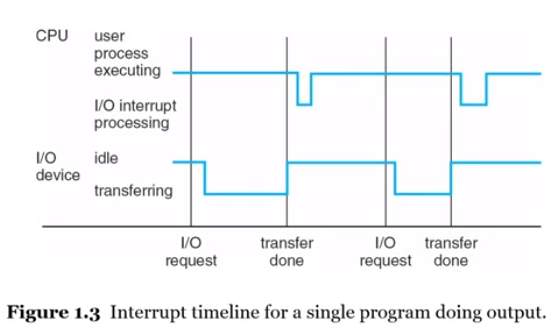 CPU
user
process
executing
I/O interrupt
processing
I/O
device
idle
transferring
I/O
request
transfer
done
I/O
request
transfer
done
Figure 1.3 Interrupt timeline for a single program doing output.